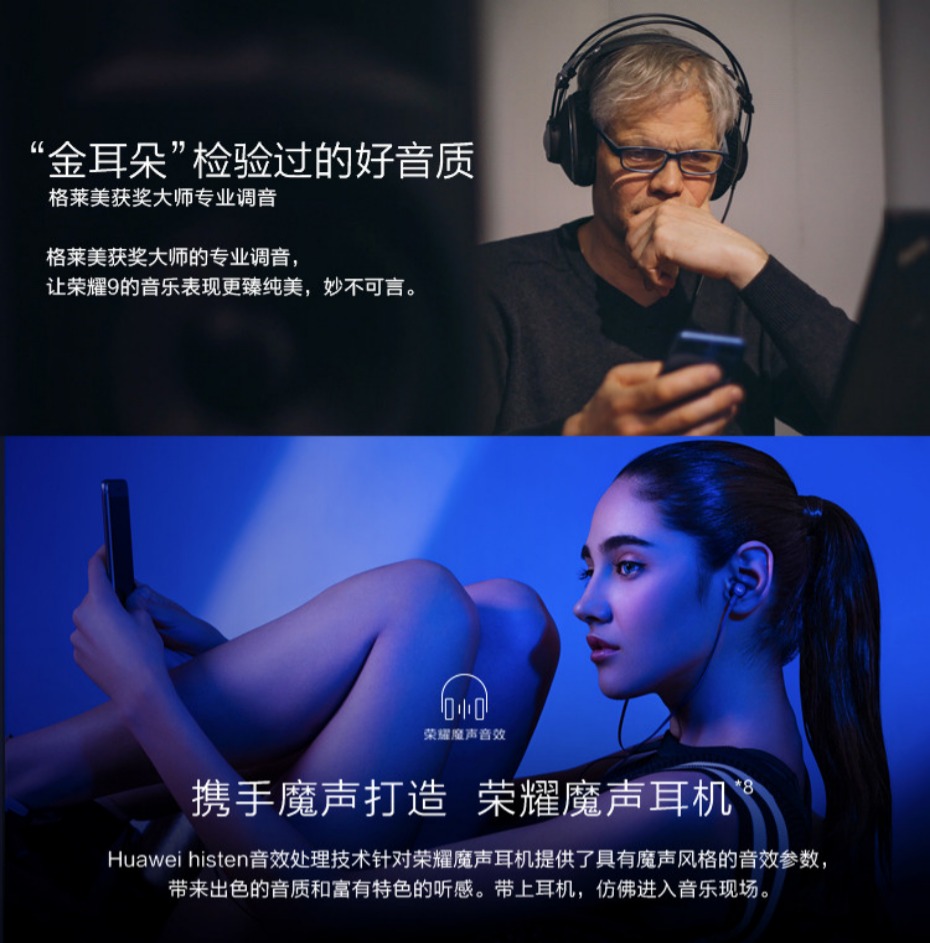 “金耳朵”检验过的好音质
格莱美获奖大师专业调音
格莱美获奖大师的专业调音，
让荣耀9的音乐表现更臻纯美，妙不可言。
荣耀魔声音效
携手魔声打造 荣耀魔声耳机*8
Huawei histen音效处理技术针对荣耀魔声耳机提供了具有魔声风格的音效参数，
带来出色的音质和富有特色的听感。带上耳机，仿佛进入音乐现场。